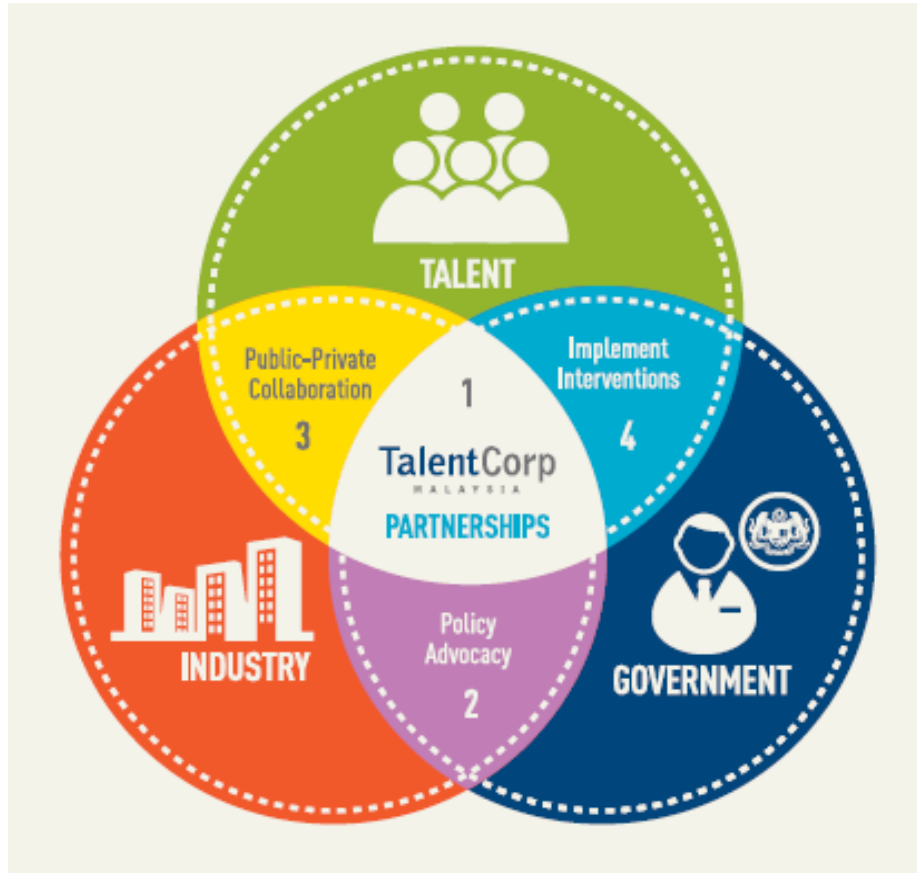 TALENT
Public-Private
Collaboration
3
1
TalentCorp
MALAYSIA
PARTNERSHIPS
Implement
Interventions
4
INDUSTRY
Policy
Advocacy
2
GOVERNMENT